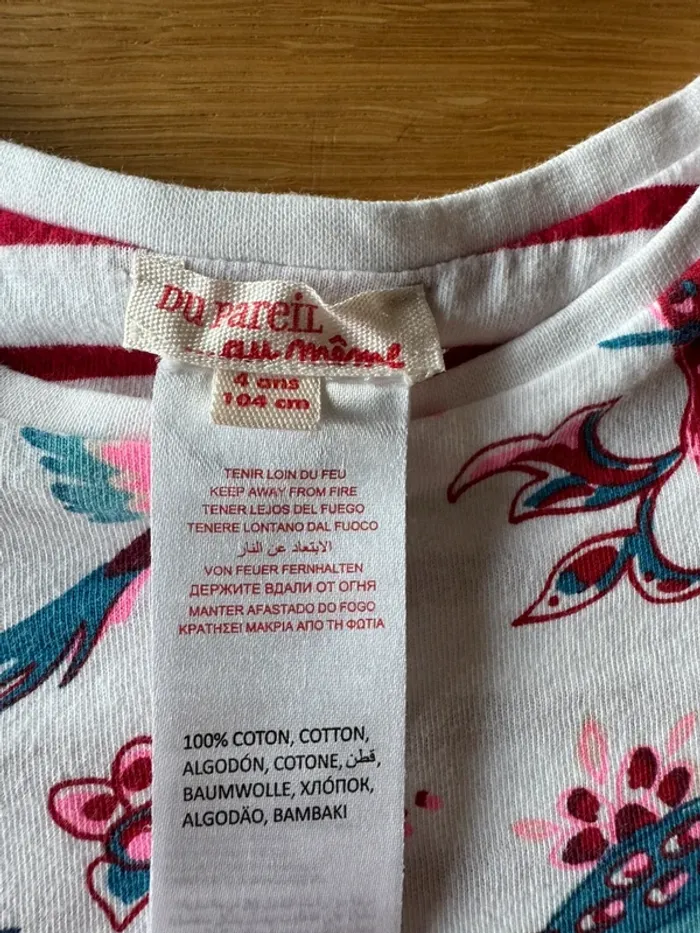 DU PareiL
...au même
4 ans
104 cm
TENIR LOIN DU FEU
KEEP AWAY FROM FIRE
TENER LEJOS DEL FUEGO
TENERE LONTANO DAL FUOCO
الابتعاد عن النار
VON FEUER FERNHALTEN
ДЕРЖИТЕ ВДАЛИ ОТ ОГНЯ
MANTER AFASTADO DO FOGO
ΚΡΑΤΗΣΕΙ ΜΑΚΡΙΑ ΑΠΟ ΤΗ ΦΩΤΙΑ
100% COTON, COTTON,
ALGODÓN, COTONE, قطن,
BAUMWOLLE, ХЛÓПОК,
ALGODÃO, BAMBAKI